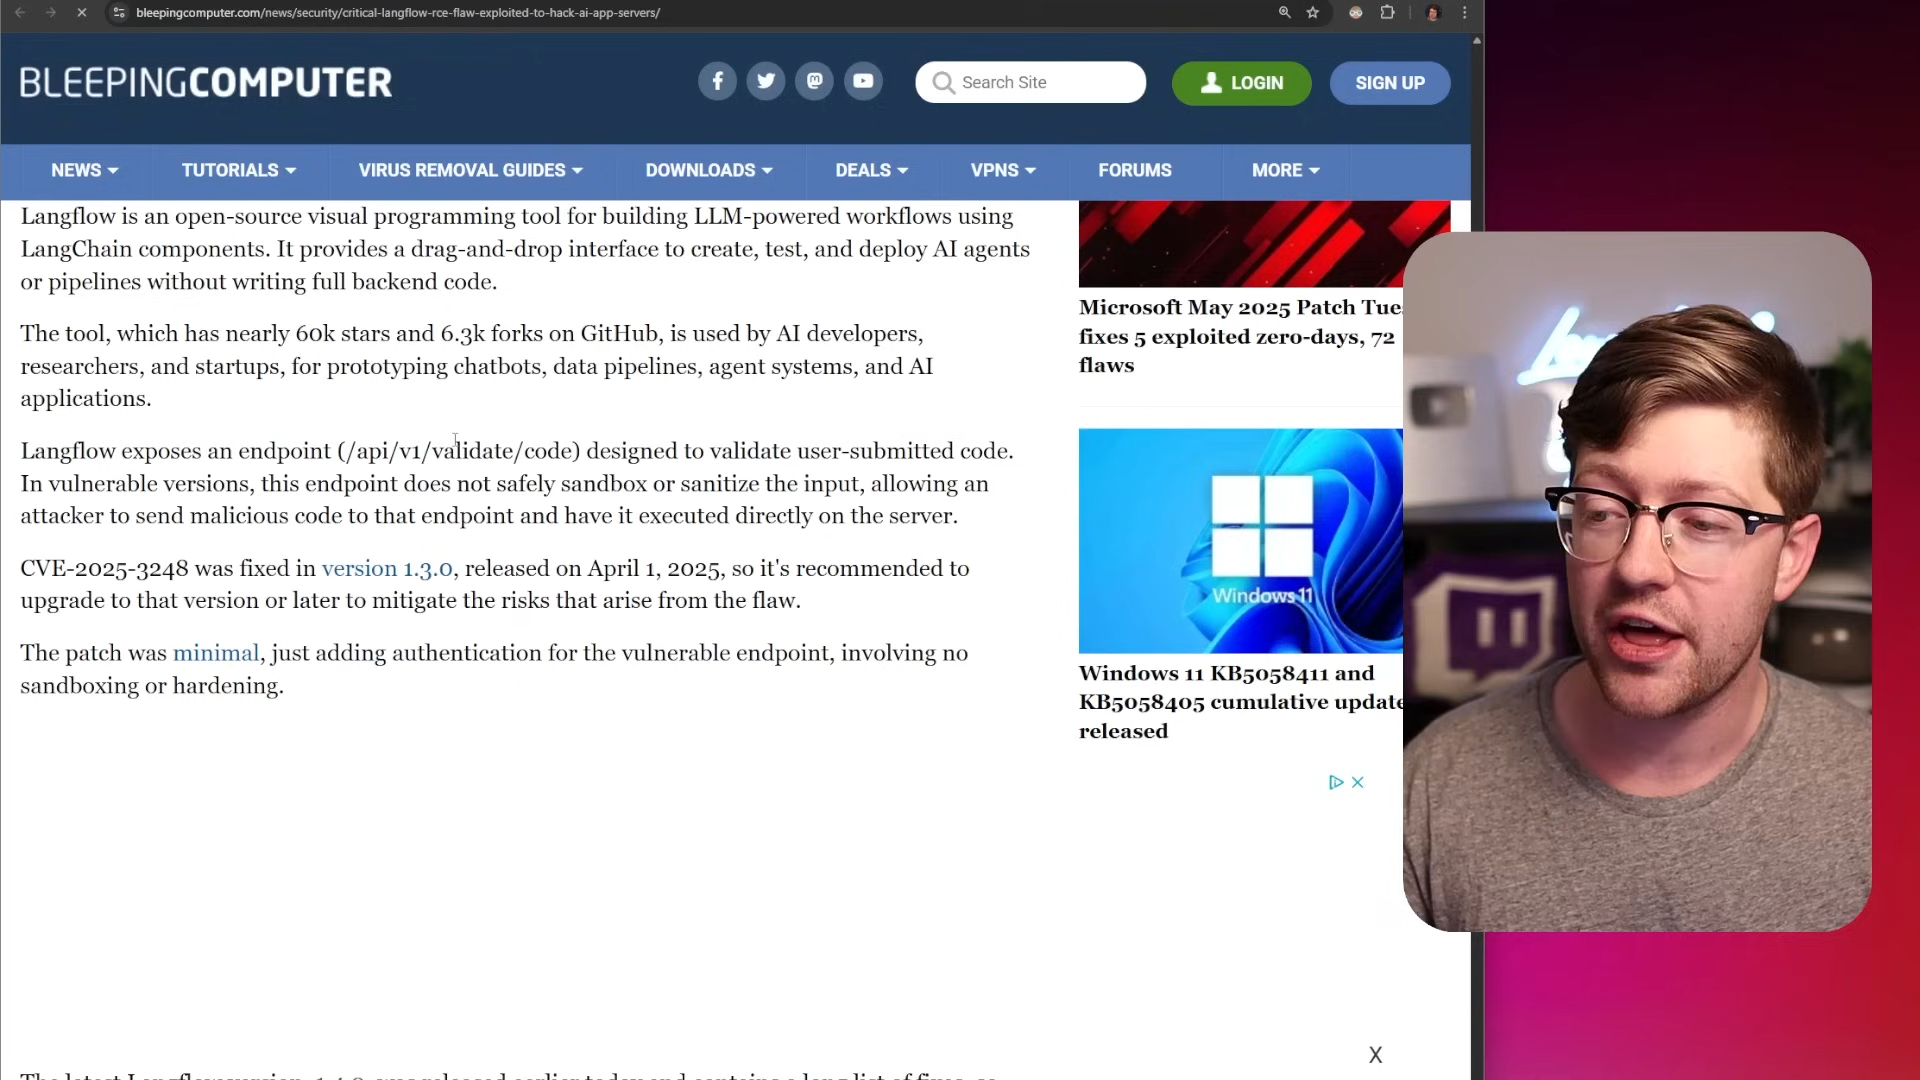 bleepingcomputer.com/news/security/critical-langflow-rce-flaw-exploited-to-hack-ai-app-servers/
BLEEPINGCOMPUTER
Search Site
LOGIN
SIGN UP
NEWS
TUTORIALS
VIRUS REMOVAL GUIDES
DOWNLOADS
DEALS
VPNS
FORUMS
MORE
Langflow is an open-source visual programming tool for building LLM-powered workflows using
LangChain components. It provides a drag-and-drop interface to create, test, and deploy AI agents
or pipelines without writing full backend code.
The tool, which has nearly 60k stars and 6.3k forks on GitHub, is used by AI developers,
researchers, and startups, for prototyping chatbots, data pipelines, agent systems, and AI
applications.
Langflow exposes an endpoint (/api/v1/validate/code) designed to validate user-submitted code.
In vulnerable versions, this endpoint does not safely sandbox or sanitize the input, allowing an
attacker to send malicious code to that endpoint and have it executed directly on the server.
CVE-2025-3248 was fixed in version 1.3.0, released on April 1, 2025, so it's recommended to
upgrade to that version or later to mitigate the risks that arise from the flaw.
The patch was minimal, just adding authentication for the vulnerable endpoint, involving no
sandboxing or hardening.
Microsoft May 2025 Patch Tue
fixes 5 exploited zero-days, 72
flaws
Windows 11
Windows 11 KB5058411 and
KB5058405 cumulative update
released
X